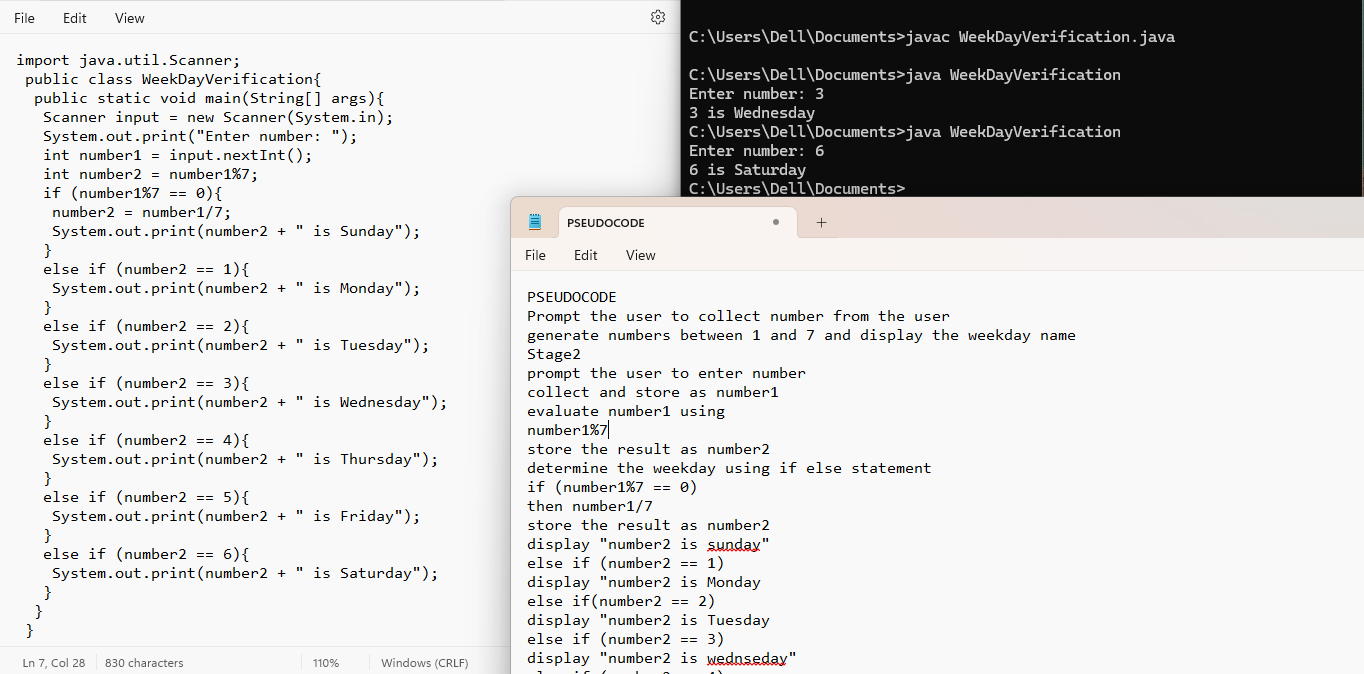 File Edit View
import java.util.Scanner;
public class WeekDayVerification{
public static void main(String[] args){
Scanner input = new Scanner(System.in);
System.out.print("Enter number: ");
int number1 = input.nextInt();
int number2 = number1%7;
if (number1%7 == 0){
number2 = number1/7;
System.out.print(number2 + " is Sunday");
}
else if (number2 == 1){
System.out.print(number2 + " is Monday");
}
else if (number2 == 2){
System.out.print(number2 + " is Tuesday");
}
else if (number2 == 3){
System.out.print(number2 + " is Wednesday");
}
else if (number2 == 4){
System.out.print(number2 + " is Thursday");
}
else if (number2 == 5){
System.out.print(number2 + " is Friday");
}
else if (number2 == 6){
System.out.print(number2 + " is Saturday");
}
}
}
Ln 7, Col 28 830 characters 110% Windows (CRLF)
C:\Users\Dell\Documents>javac WeekDayVerification.java
C:\Users\Dell\Documents>java WeekDayVerification
Enter number: 3
3 is Wednesday
C:\Users\Dell\Documents>java WeekDayVerification
Enter number: 6
6 is Saturday
C:\Users\Dell\Documents>
PSEUDOCODE
File Edit View
PSEUDOCODE
Prompt the user to collect number from the user
generate numbers between 1 and 7 and display the weekday name
Stage2
prompt the user to enter number
collect and store as number1
evaluate number1 using
number1%7
store the result as number2
determine the weekday using if else statement
if (number1%7 == 0)
then number1/7
store the result as number2
display "number2 is sunday"
else if (number2 == 1)
display "number2 is Monday
else if(number2 == 2)
display "number2 is Tuesday
else if (number2 == 3)
display "number2 is wednseday"